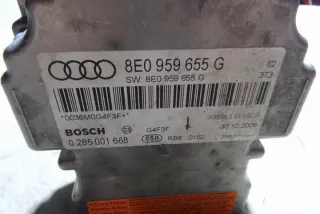 8E0 959 655 G
SW: 8E0 959 655 G
*0036M0G4F3F+*
BOSCH G4F3F AIRBAG SENSOR
0 285 001 668 30.10.2006